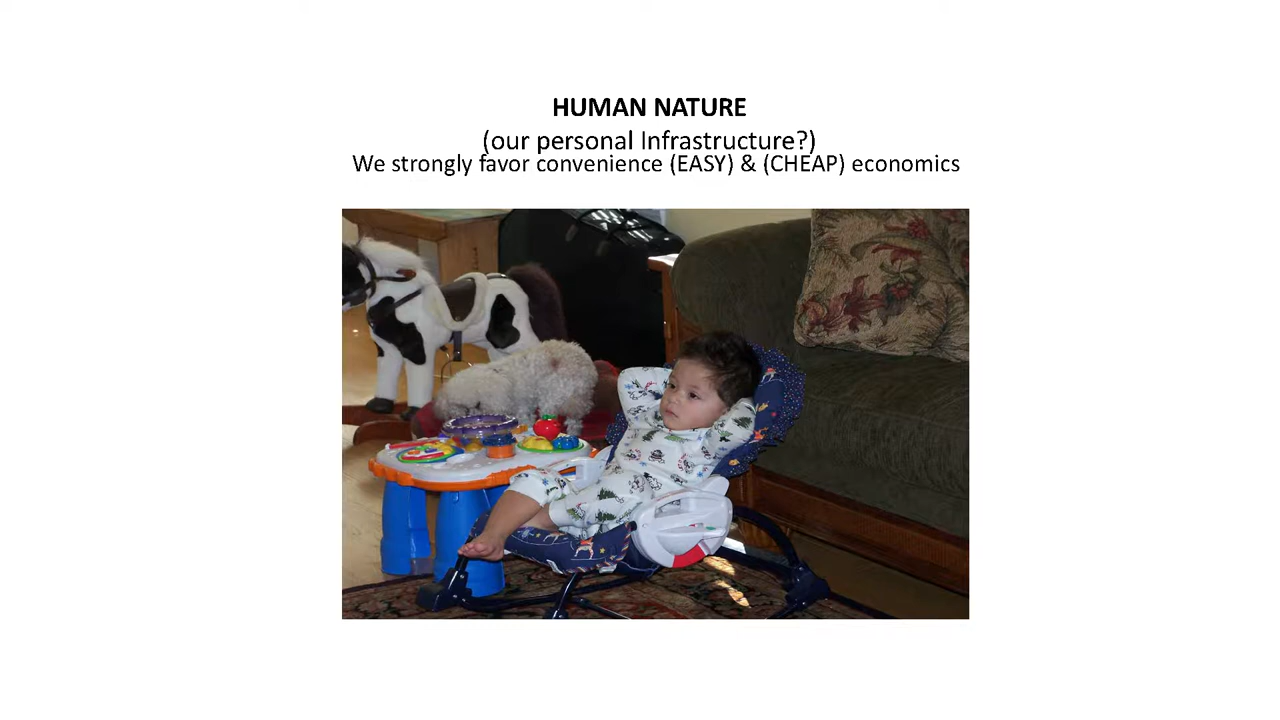 HUMAN NATURE
(our personal Infrastructure?)
We strongly favor convenience (EASY) & (CHEAP) economics